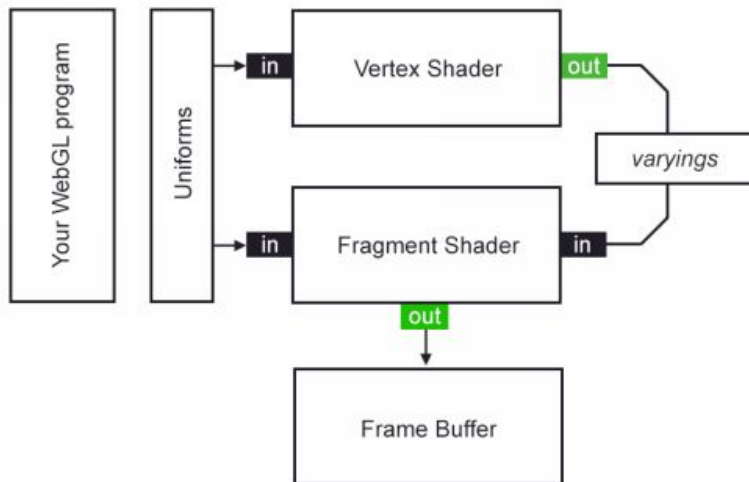 Your WebGL program
Uniforms
in
Vertex Shader
out
varyings
in
Fragment Shader
in
out
Frame Buffer